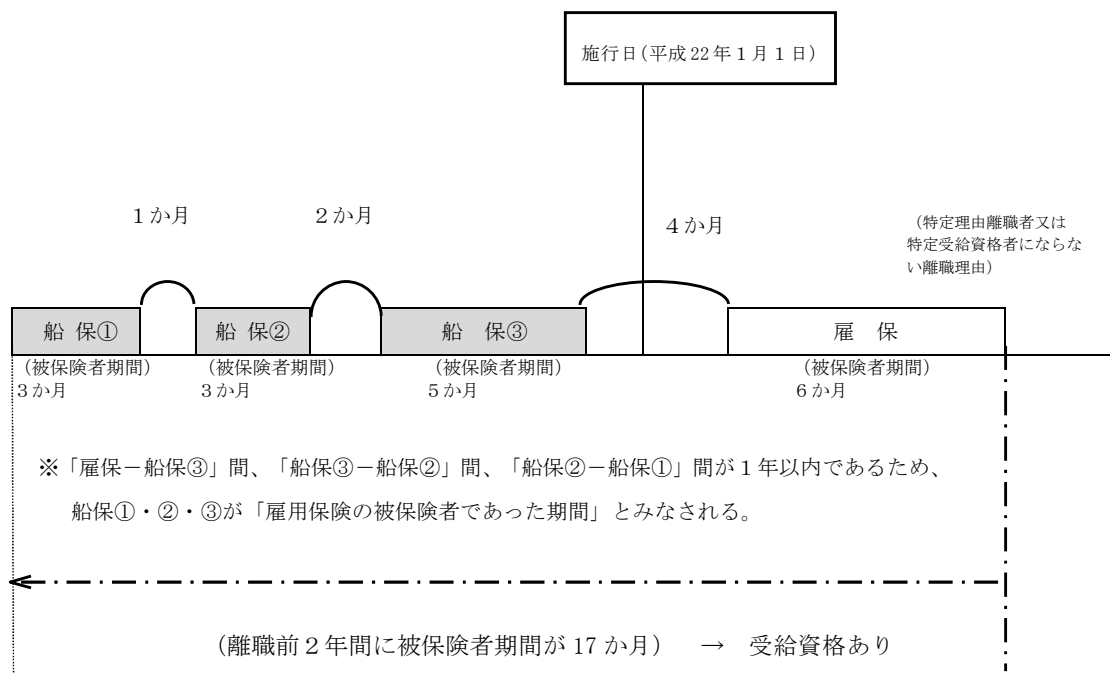 施行日(平成22年１月１日)
１か月
２か月
４か月
（特定理由離職者又は
特定受給資格者にならな
い離職理由）
船 保①
船 保②
船　保③
雇　保
（被保険者期間）
３か月
（被保険者期間）
３か月
（被保険者期間）
５か月
（被保険者期間）
６か月
※「雇保－船保③」間、「船保③－船保②」間、「船保②－船保①」間が１年以内であるため、
船保①・②・③が「雇用保険の被保険者であった期間」とみなされる。
（離職前２年間に被保険者期間が 17 か月）　→　受給資格あり